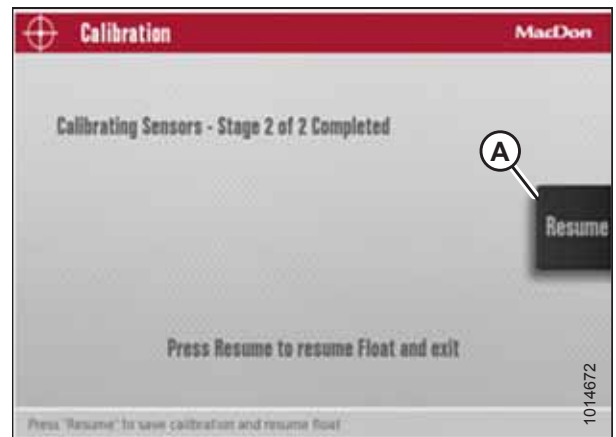 Calibration
MacDon
Calibrating Sensors - Stage 2 of 2 Completed
A
Resume
Press Resume to resume Float and exit
1014672
Press "Resume" to save calibration and resume float